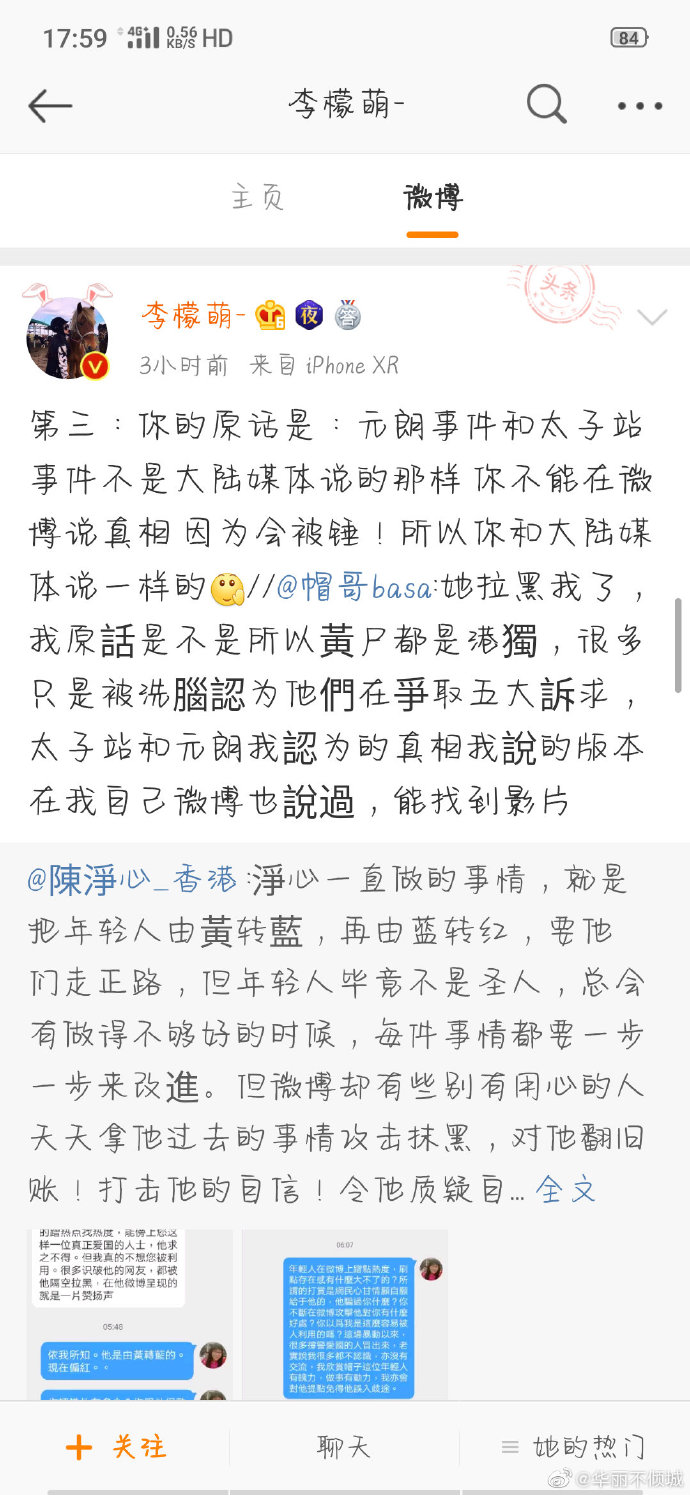 17:59 4G+ 0.56 KB/S HD 84
李檬萌-
主页 微博
头条
李檬萌- 6 夜 答
V
3小时前 来自 iPhone XR
第三：你的原话是：元朗事件和太子站
事件不是大陆媒体说的那样 你不能在微
博说真相 因为会被锤！所以你和大陆媒
体说一样的//@帽哥basa:她拉黑我了，
我原話是不是所以黃尸都是港獨，很多
只是被洗腦認为他們在爭取五大訴求，
太子站和元朗我認为的真相我說的版本
在我自己微博也說過，能找到影片
@陳淨心_香港:淨心一直做的事情，就是
把年轻人由黃转藍，再由蓝转红，要他
们走正路，但年轻人毕竟不是圣人，总会
有做得不够好的时候，每件事情都要一步
一步来改進。但微博却有些别有用心的人
天天拿他过去的事情攻击抹黑，对他翻旧
账！打击他的自信！令他质疑自... 全文
的蹭热点找热度，能傍上您这
样一位真正爱国的人士，他求
之不得。但我真的不想您被利
用。很多识破他的网友，都被
他隔空拉黑，在他微博呈现的
就是一片赞扬声
05:48
依我所知。他是由黃轉藍的。
現在偏紅。。
06:07
年輕人在微博上蹭點熱度，刷
點存在感有什麼大不了的？所
謂的打賞是網民心甘情願自願
給于他的，他騙過你什麼？你
不斷在微博攻擊他對你有什麼
好處？你以爲我是這麼容易被
人利用的嗎？這場暴動以來，
很多撐警愛國的人冒出來，老
實說我很多都不認識，亦沒有
交流，我欣賞帽子這位年輕人
有魄力，做事有動力，我亦會
對他提點免得他誤入歧途。
+ 关注 聊天 她的热门
@华丽不倾城